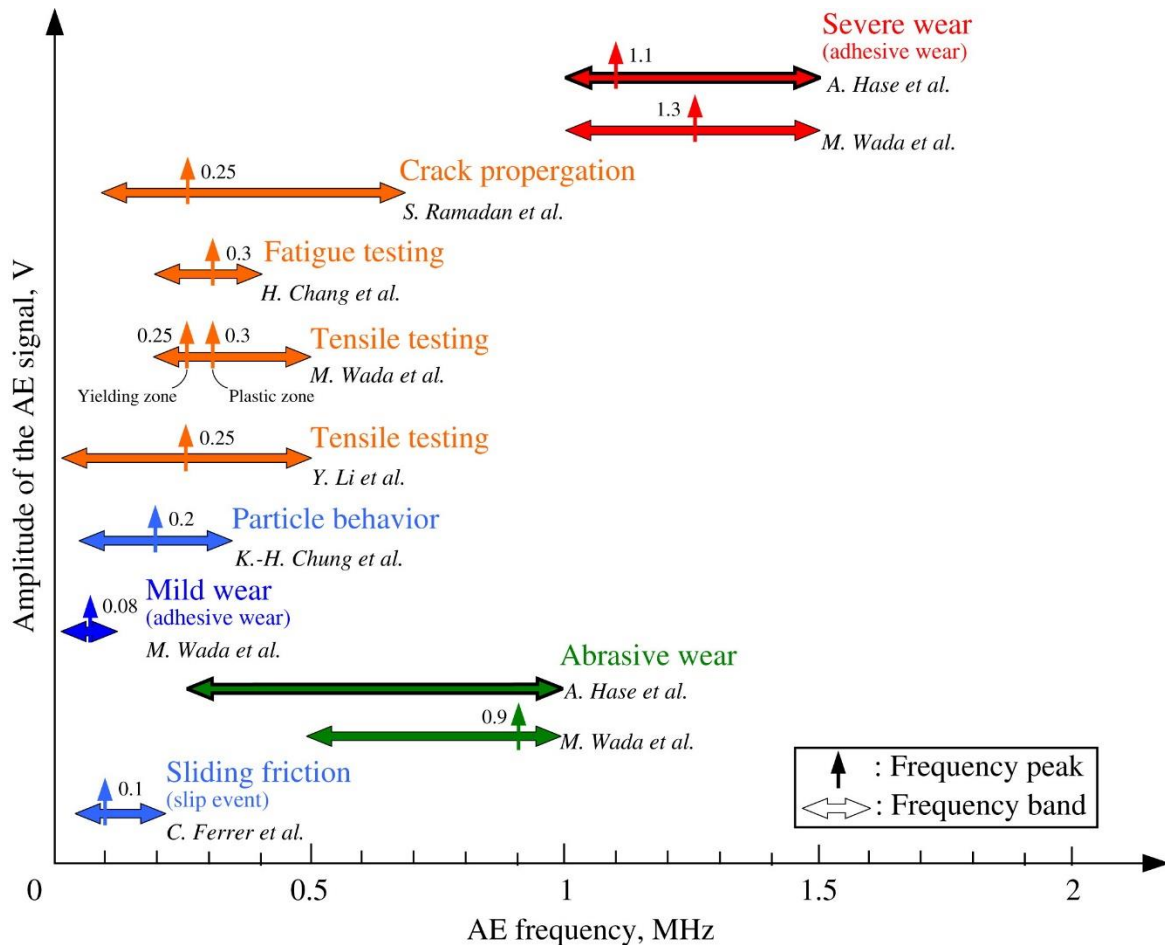 Severe wear
(adhesive wear)
1.1
A. Hase et al.
1.3
M. Wada et al.
0.25
Crack propergation
S. Ramadan et al.
0.3
Fatigue testing
H. Chang et al.
0.25
0.3
Tensile testing
M. Wada et al.
Yielding zone
Plastic zone
0.25
Tensile testing
Y. Li et al.
0.2
Particle behavior
K.-H. Chung et al.
0.08
Mild wear
(adhesive wear)
M. Wada et al.
Abrasive wear
A. Hase et al.
0.9
M. Wada et al.
0.1
Sliding friction
(slip event)
C. Ferrer et al.
: Frequency peak
: Frequency band
Amplitude of the AE signal, V
0
0.5
1
1.5
2
AE frequency, MHz